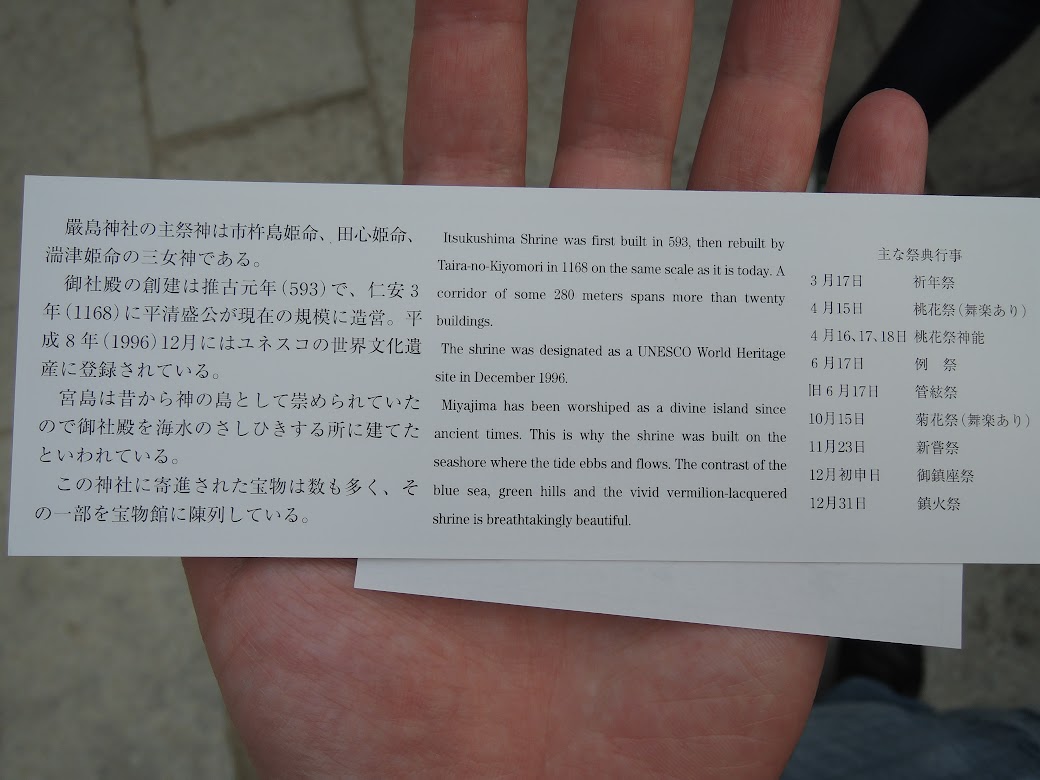 嚴島神社の主祭神は市杵島姫命、田心姫命、
湍津姫命の三女神である。
御社殿の創建は推古元年(593)で、仁安3
年(1168)に平清盛公が現在の規模に造営。平
成8年(1996)12月にはユネスコの世界文化遺
産に登録されている。
宮島は昔から神の島として崇められていた
ので御社殿を海水のさしひきする所に建てた
といわれている。
この神社に寄進された宝物は数も多く、そ
の一部を宝物館に陳列している。
Itsukushima Shrine was first built in 593, then rebuilt by
Taira-no-Kiyomori in 1168 on the same scale as it is today. A
corridor of some 280 meters spans more than twenty
buildings.
The shrine was designated as a UNESCO World Heritage
site in December 1996.
Miyajima has been worshiped as a divine island since
ancient times. This is why the shrine was built on the
seashore where the tide ebbs and flows. The contrast of the
blue sea, green hills and the vivid vermilion-lacquered
shrine is breathtakingly beautiful.
主な祭典行事
3月17日 祈年祭
4月15日 桃花祭(舞楽あり)
4月16、17、18日 桃花祭神能
6月17日 例 祭
旧6月17日 管絃祭
10月15日 菊花祭(舞楽あり)
11月23日 新嘗祭
12月初申日 御鎮座祭
12月31日 鎮火祭